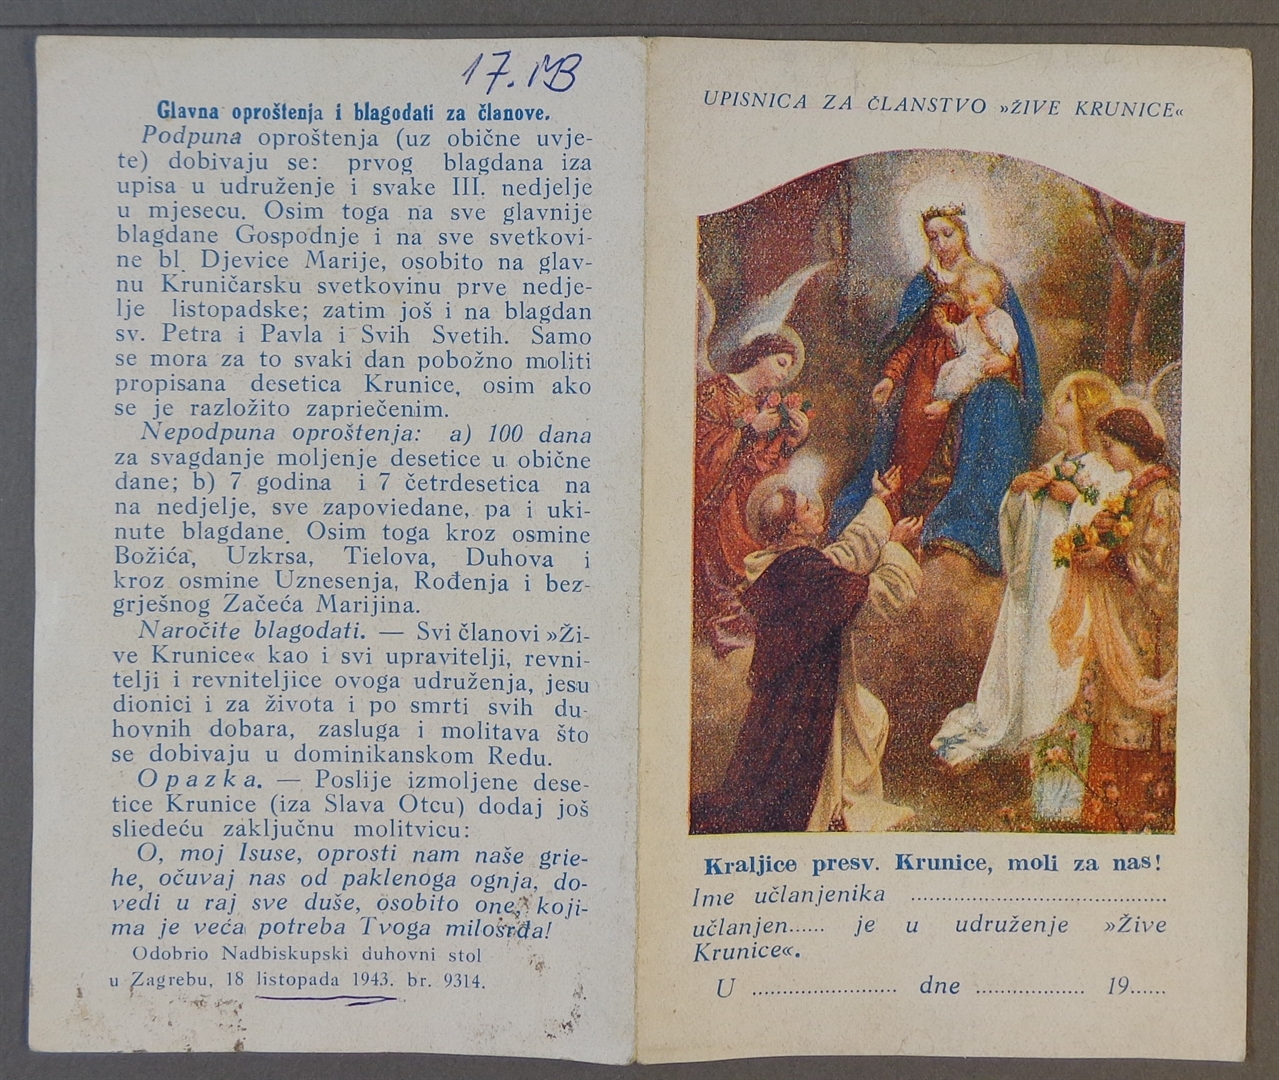 17. MB
Glavna oproštenja i blagodati za članove.
Podpuna oproštenja (uz obične uvje-
te) dobivaju se: prvog blagdana iza
upisa u udruženje i svake III. nedjelje
u mjesecu. Osim toga na sve glavnije
blagdane Gospodnje i na sve svetkovi-
ne bl. Djevice Marije, osobito na glav-
nu Kruničarsku svetkovinu prve nedje-
lje listopadske; zatim još i na blagdan
sv. Petra i Pavla i Svih Svetih. Samo
se mora za to svaki dan pobožno moliti
propisana desetica Krunice, osim ako
se je razložito zapriečenim.
Nepodpuna oproštenja: a) 100 dana
za svagdanje moljenje desetice u obične
dane; b) 7 godina i 7 četrdesetica na
na nedjelje, sve zapoviedane, pa i uki-
nute blagdane. Osim toga kroz osmine
Božića, Uzkrsa, Tielova, Duhova i
kroz osmine Uznesenja, Rođenja i bez-
grješnog Začeća Marijina.
Naročite blagodati. — Svi članovi »Ži-
ve Krunice« kao i svi upravitelji, revni-
telji i revniteljice ovoga udruženja, jesu
dionici i za života i po smrti svih du-
hovnih dobara, zasluga i molitava što
se dobivaju u dominikanskom Redu.
Opazka. — Poslije izmoljene dese-
tice Krunice (iza Slava Otcu) dodaj još
sliedeću zaključnu molitvicu:
O, moj Isuse, oprosti nam naše grie-
he, očuvaj nas od paklenoga ognja, do-
vedi u raj sve duše, osobito one, koji-
ma je veća potreba Tvoga milosrđa!
Odobrio Nadbiskupski duhovni stol
u Zagrebu, 18 listopada 1943. br. 9314.
UPISNICA ZA ČLANSTVO »ŽIVE KRUNICE«
Kraljice presv. Krunice, moli za nas!
Ime učlanjenika ........................................
učlanjen...... je u udruženje »Žive
Krunice«.
U ....................... dne ................. 19......